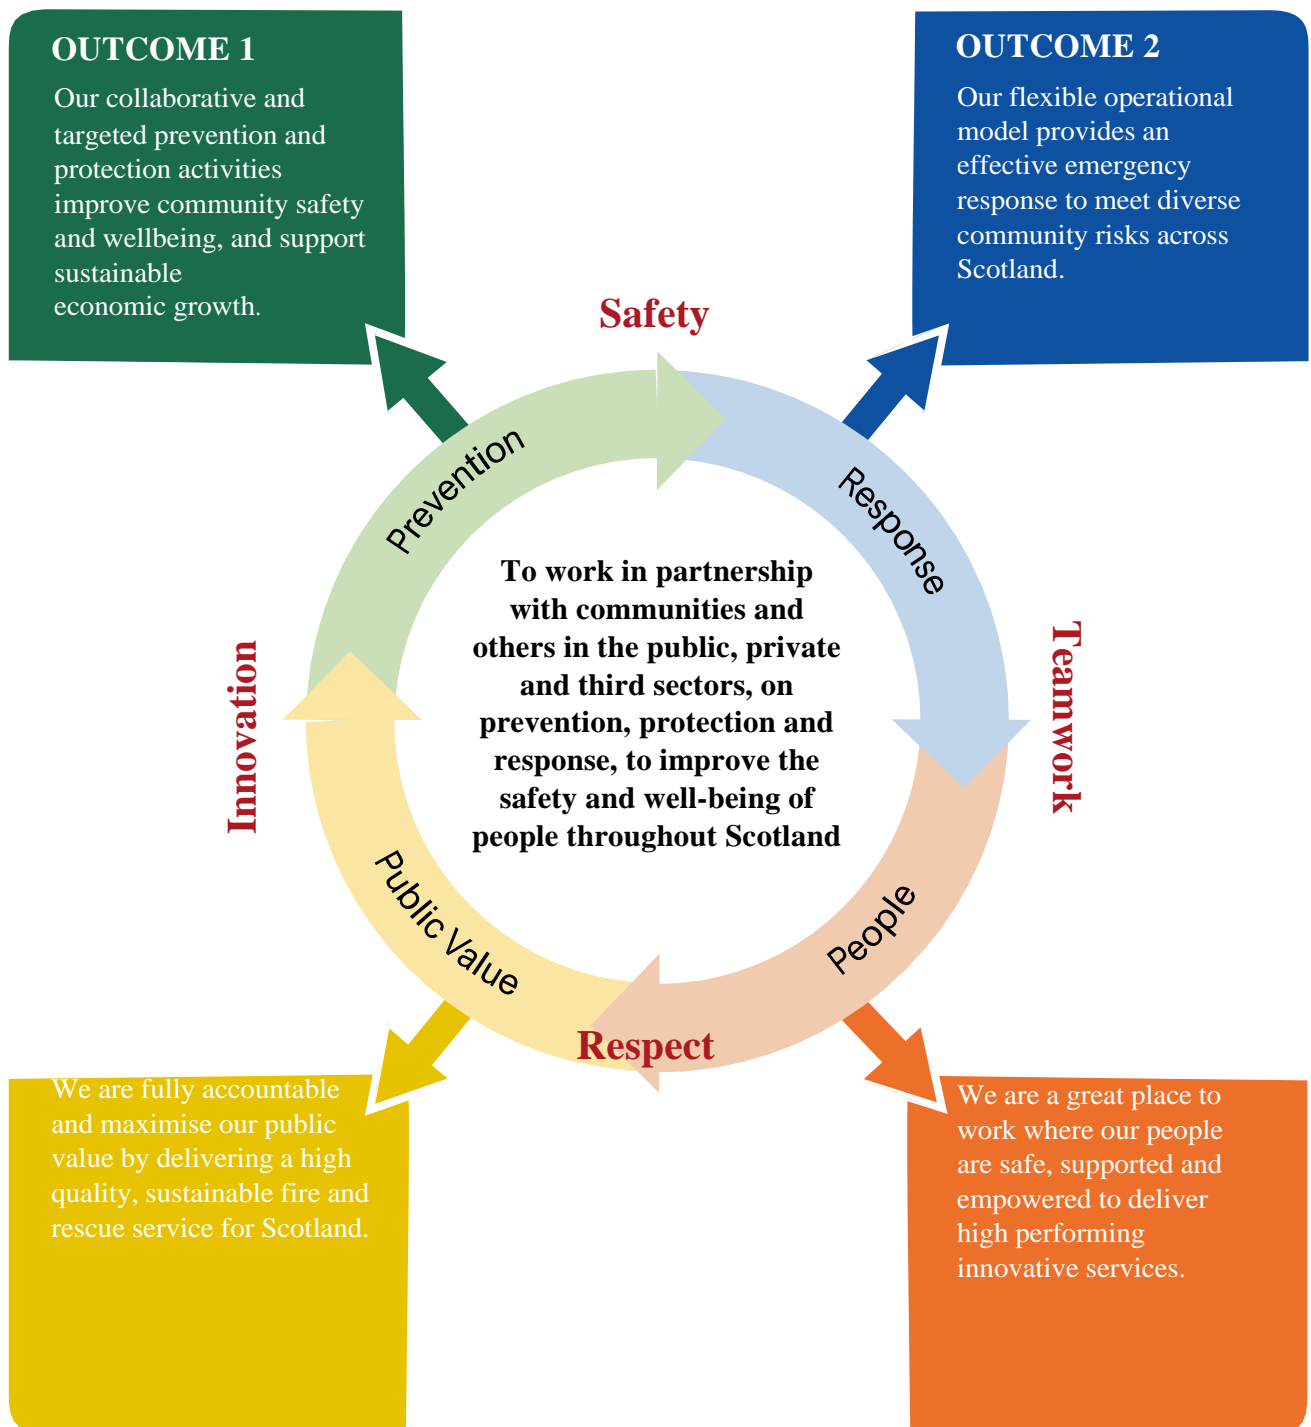 OUTCOME 1
Our collaborative and
targeted prevention and
protection activities
improve community safety
and wellbeing, and support
sustainable
economic growth.
OUTCOME 2
Our flexible operational
model provides an
effective emergency
response to meet diverse
community risks across
Scotland.
Safety
Prevention
Response
To work in partnership
with communities and
others in the public, private
and third sectors, on
prevention, protection and
response, to improve the
safety and well-being of
people throughout Scotland
Innovation
Teamwork
Public Value
People
Respect
We are fully accountable
and maximise our public
value by delivering a high
quality, sustainable fire and
rescue service for Scotland.
We are a great place to
work where our people
are safe, supported and
empowered to deliver
high performing
innovative services.